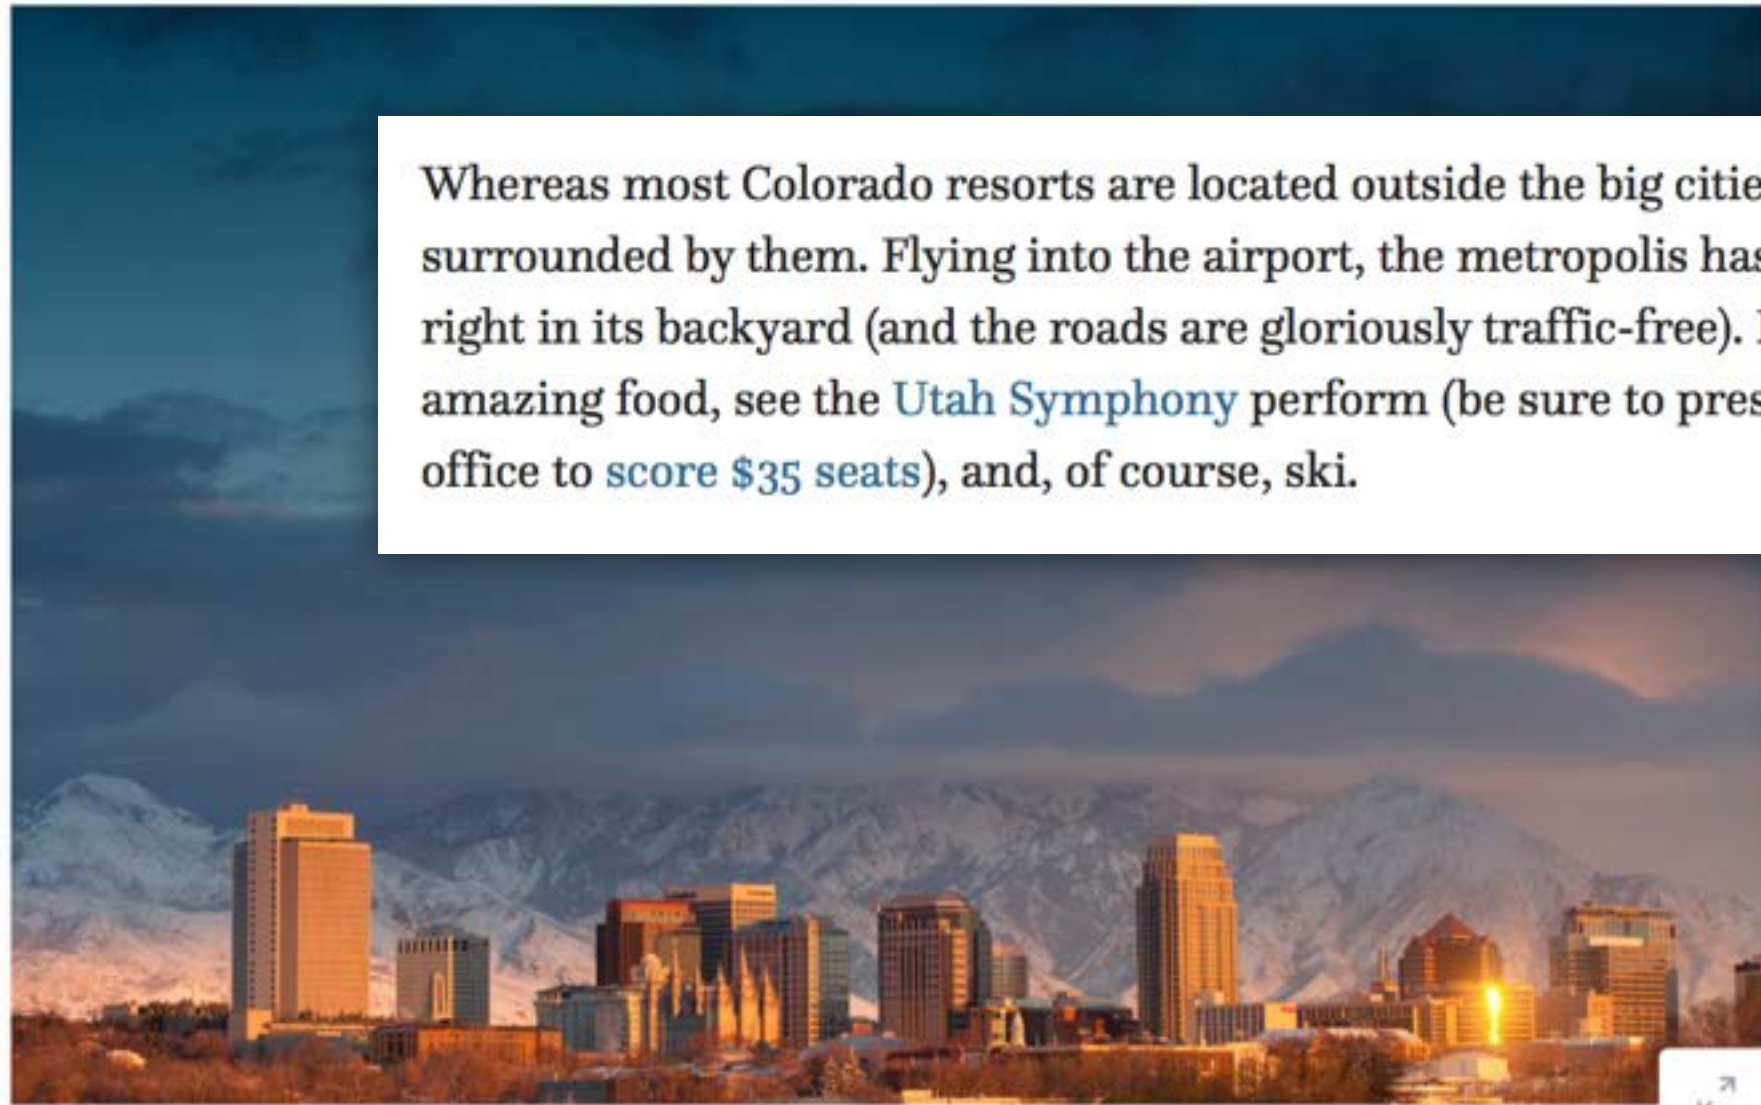 Whereas most Colorado resorts are located outside the big citie
surrounded by them. Flying into the airport, the metropolis has
right in its backyard (and the roads are gloriously traffic-free).
amazing food, see the Utah Symphony perform (be sure to pres
office to score $35 seats), and, of course, ski.